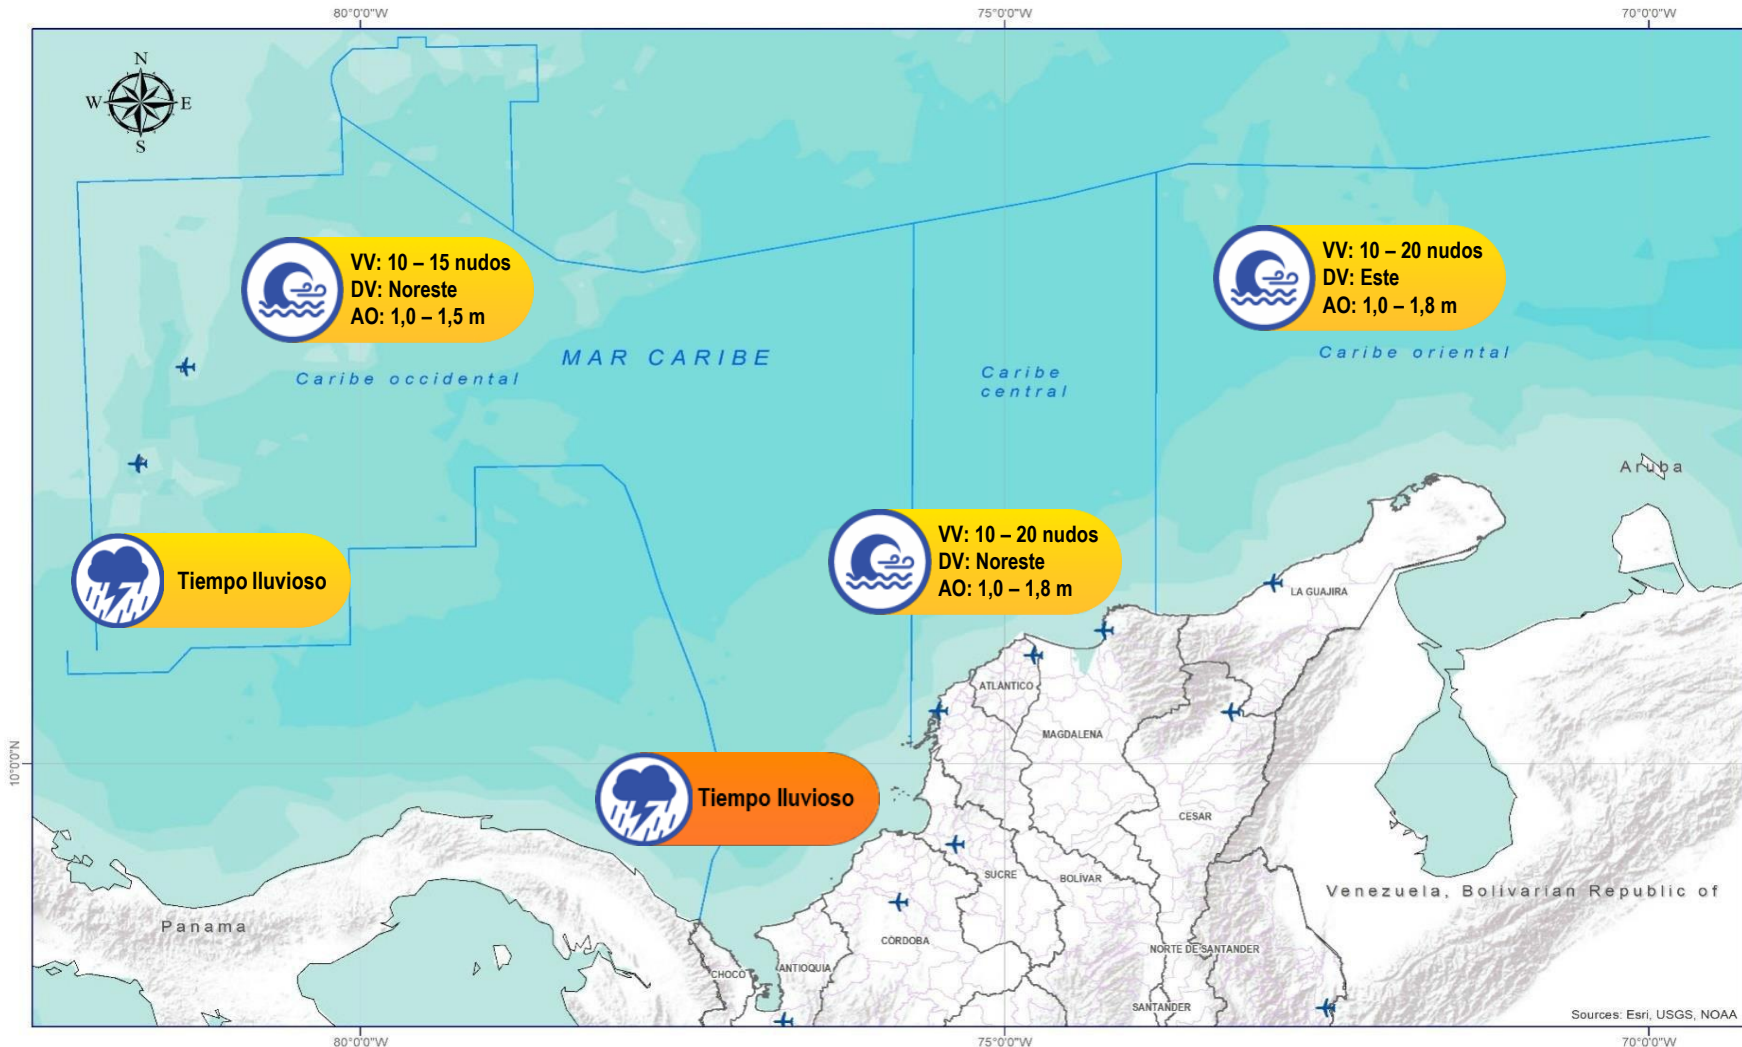 80°0'0"W
75°0'0"W
70°0'0"W
N
W
E
S
VV: 10 – 15 nudos
DV: Noreste
AO: 1,0 – 1,5 m
VV: 10 – 20 nudos
DV: Este
AO: 1,0 – 1,8 m
MAR CARIBE
Caribe occidental
Caribe
central
Caribe oriental
Aruba
VV: 10 – 20 nudos
DV: Noreste
AO: 1,0 – 1,8 m
Tiempo lluvioso
LA GUAJIRA
ATLÁNTICO
MAGDALENA
10°0'0"N
Tiempo lluvioso
CESAR
SUCRE
BOLÍVAR
Venezuela, Bolivarian Republic of
Panama
CÓRDOBA
NORTE DE SANTANDER
CHOCO
ANTIOQUIA
SANTANDER
Sources: Esri, USGS, NOAA
80°0'0"W
75°0'0"W
70°0'0"W